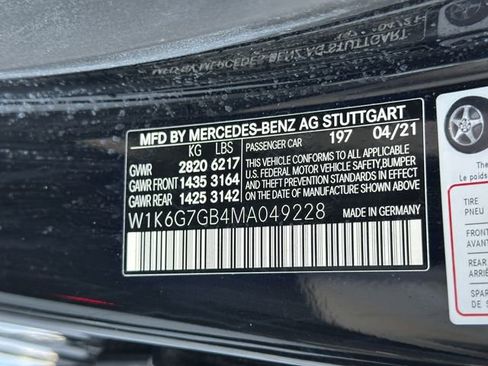 MFD BY MERCEDES-BENZ AG STUTTGART
KG LBS PASSENGER CAR 197 04/21
GVWR 2820 6217 THIS VEHICLE CONFORMS TO ALL APPLICABLE
GAWR FRONT 1435 3164 U.S. FEDERAL MOTOR VEHICLE SAFETY, BUMPER
GAWR REAR 1425 3142 AND THEFT PREVENTION STANDARDS IN EFFECT
ON THE DATE OF MANUFACTURE SHOWN ABOVE.
W1K6G7GB4MA049228 MADE IN GERMANY
TIRE
PNEU
FRONT
AVANT
REAR
ARRIÈ
SPAR
DE S